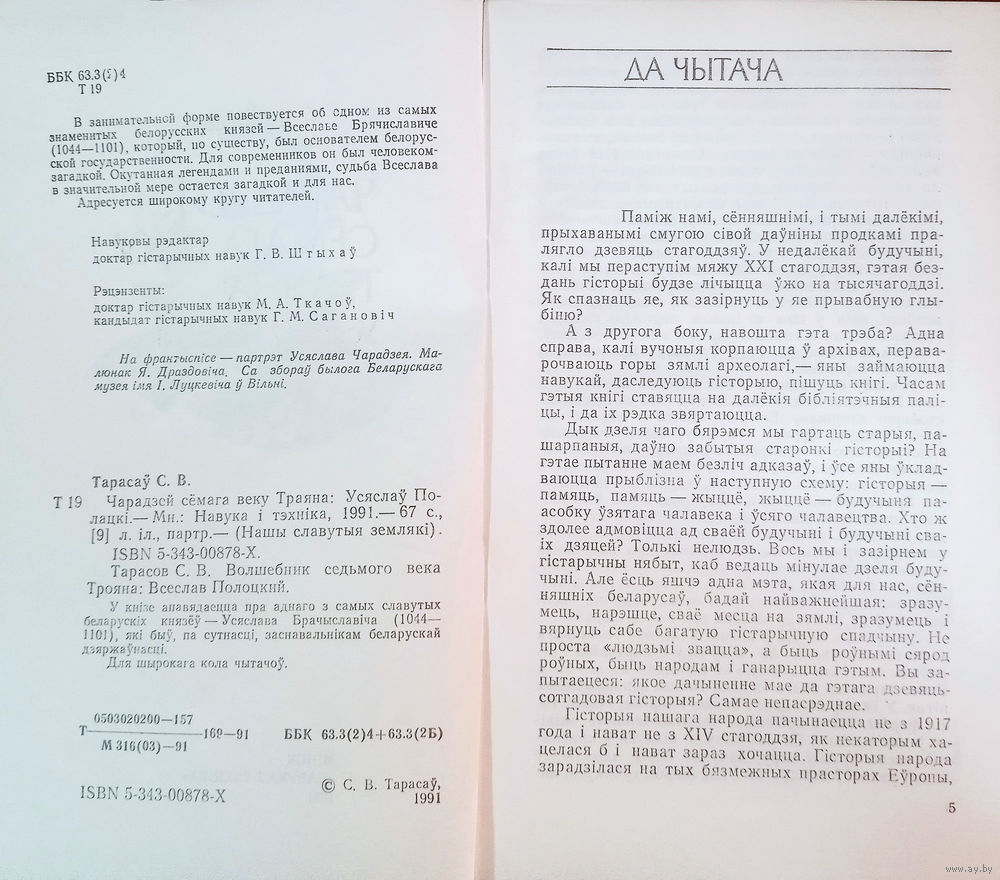 ББК 63.3(2)4
Т 19
В занимательной форме повествуется об одном из самых
знаменитых белорусских князей — Всеславе Брячиславиче
(1044—1101), который, по существу, был основателем белорус-
ской государственности. Для современников он был человеком-
загадкой. Окутанная легендами и преданиями, судьба Всеслава
в значительной мере остается загадкой и для нас.
Адресуется широкому кругу читателей.
Навуковы рэдактар
доктар гістарычных навук Г. В. Штыхаў
Рэцэнзенты:
доктар гістарычных навук М. А. Ткачоў,
кандыдат гістарычных навук Г. М. Сагановіч
На франтыспісе — партрэт Усяслава Чарадзея. Ма-
люнак Я. Драздовіча. Са збораў былога Беларускага
музея імя І. Луцкевіча ў Вільні.
Тарасаў С. В.
Т 19 Чарадзей сёмага веку Траяна: Усяслаў По-
лацкі.— Мн.: Навука і тэхніка, 1991.— 67 с.,
[9] л. іл., партр.— (Нашы славутыя землякі).
ISBN 5-343-00878-X.
Тарасов С. В. Волшебник седьмого века
Трояна: Всеслав Полоцкий.
У кнізе апавядаецца пра аднаго з самых славутых
беларускіх князёў — Усяслава Брачыславіча (1044—
1101), які быў, па сутнасці, заснавальнікам беларускай
дзяржаўнасці.
Для шырокага кола чытачоў.
0503020200—157
Т 169—91
М 316(03)—91
ББК 63.3(2)4+63.3(2Б)
ISBN 5-343-00878-X
© С. В. Тарасаў,
1991
ДА ЧЫТАЧА
Паміж намі, сённяшнімі, і тымі далёкімі,
прыхаванымі смугою сівой даўніны продкамі пра-
лягло дзевяць стагоддзяў. У недалёкай будучыні,
калі мы пераступім мяжу XXI стагоддзя, гэтая без-
дань гісторыі будзе лічыцца ўжо на тысячагоддзі.
Як спазнаць яе, як зазірнуць у яе прывабную глы-
біню?
А з другога боку, навошта гэта трэба? Адна
справа, калі вучоныя корпаюцца ў архівах, перава-
рочваюць горы зямлі археолагі,— яны займаюцца
навукай, даследуюць гісторыю, пішуць кнігі. Часам
гэтыя кнігі ставяцца на далёкія бібліятэчныя палі-
цы, і да іх рэдка звяртаюцца.
Дык дзеля чаго бярэмся мы гартаць старыя, па-
шарпаныя, даўно забытыя старонкі гісторыі? На
гэтае пытанне маем безліч адказаў, і ўсе яны ўклад-
ваюцца прыблізна ў наступную схему: гісторыя —
памяць, памяць — жыццё, жыццё — будучыня па-
асобку ўзятага чалавека і ўсяго чалавецтва. Хто ж
здолее адмовіцца ад сваёй будучыні і будучыні сва-
іх дзяцей? Толькі нелюдзь. Вось мы і зазірнем у
гістарычны нябыт, каб ведаць мінулае дзеля буду-
чыні. Але ёсць яшчэ адна мэта, якая для нас, сён-
няшніх беларусаў, бадай найважнейшая: зразу-
мець, нарэшце, сваё месца на зямлі, зразумець і
вярнуць сабе багатую гістарычную спадчыну. Не
проста «людзьмі звацца», а быць роўнымі сярод
роўных, быць народам і ганарыцца гэтым. Вы за-
пытаецеся: якое дачыненне мае да гэтага дзевяць-
сотгадовая гісторыя? Самае непасрэднае.
Гісторыя нашага народа пачынаецца не з 1917
года і нават не з XIV стагоддзя, як некаторым ха-
целася б і нават зараз хочацца. Гісторыя народа
зарадзілася на тых бязмежных прасторах Еўропы,
5
www.ay.by